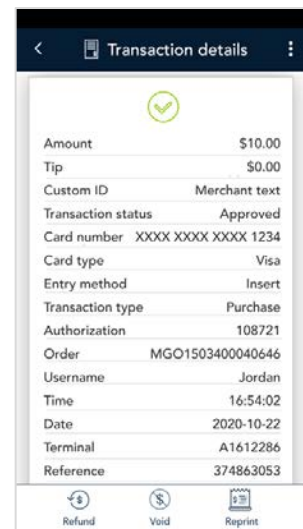 Transaction details
Amount $10.00
Tip $0.00
Custom ID Merchant text
Transaction status Approved
Card number XXXX XXXX XXXX 1234
Card type Visa
Entry method Insert
Transaction type Purchase
Authorization 108721
Order MGO1503400040646
Username Jordan
Time 16:54:02
Date 2020-10-22
Terminal A1612286
Reference 374863053
Refund Void Reprint